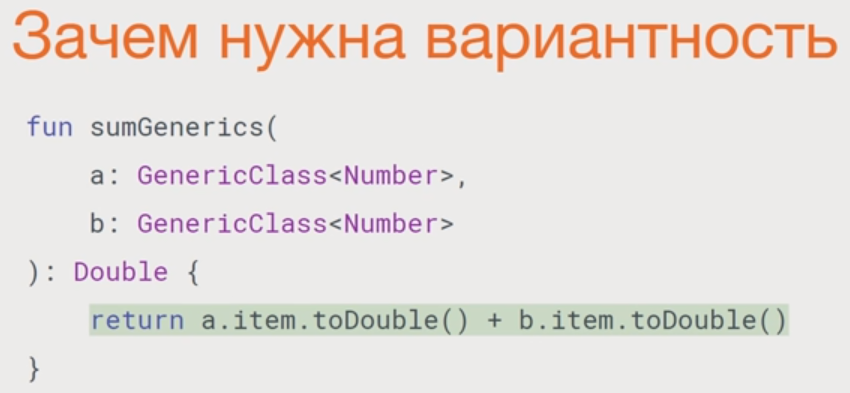 Зачем нужна вариантность
fun sumGenerics(
    a: GenericClass<Number>,
    b: GenericClass<Number>
): Double {
    return a.item.toDouble() + b.item.toDouble()
}